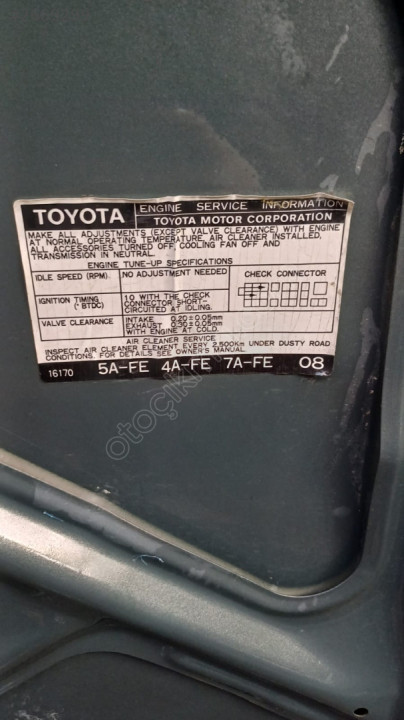 TOYOTA ENGINE SERVICE INFORMATION
TOYOTA MOTOR CORPORATION
MAKE ALL ADJUSTMENTS (EXCEPT VALVE CLEARANCE) WITH ENGINE
AT NORMAL OPERATING TEMPERATURE, AIR CLEANER INSTALLED,
ALL ACCESSORIES TURNED OFF, COOLING FAN OFF AND
TRANSMISSION IN NEUTRAL.
ENGINE TUNE-UP SPECIFICATIONS
IDLE SPEED (RPM) NO ADJUSTMENT NEEDED CHECK CONNECTOR
IGNITION TIMING (°BTDC) 10 WITH THE CHECK
CONNECTOR SHORT-
CIRCUITED AT IDLING.
VALVE CLEARANCE INTAKE 0.20±0.05mm
EXHAUST 0.30±0.05mm
WITH ENGINE AT COLD.
AIR CLEANER SERVICE
INSPECT AIR CLEANER ELEMENT EVERY 2,500Km UNDER DUSTY ROAD
CONDITIONS. FOR DETAILS SEE OWNER'S MANUAL.
16170 5A-FE 4A-FE 7A-FE 08